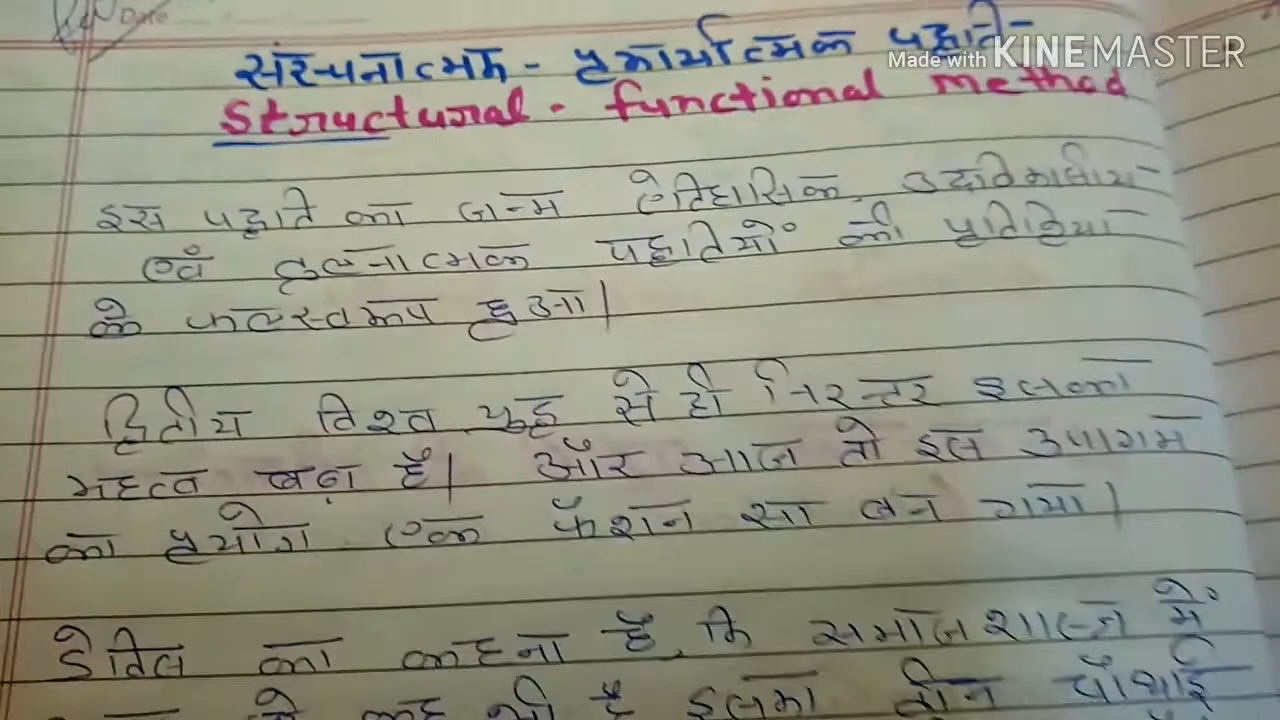 Date
Made with KINEMASTER
संरचनात्मक - प्रकार्यात्मक पद्धति -
Structural - functional method
इस पद्धति का जन्म ऐतिहासिक, उद्विकासीय
एवं तुलनात्मक पद्धतियों की प्रतिक्रिया
के फलस्वरूप हुआ।
द्वितीय विश्व युद्ध से ही निरन्तर इसका
महत्व बढ़ा है। और आज तो इस उपागम
का प्रयोग एक फैशन सा बन गया।
डेविस का कहना है, कि समाजशास्त्र में
है इसका तीन चौथाई